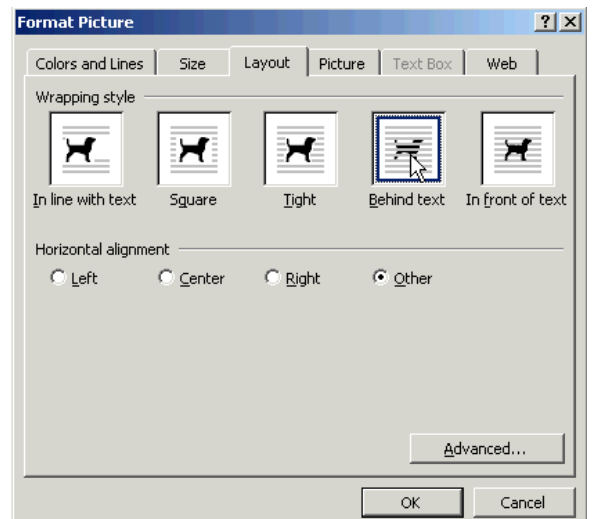 Format Picture ? ×
Colors and Lines Size Layout Picture Text Box Web
Wrapping style
In line with text Square Tight Behind text In front of text
Horizontal alignment
Left Center Right Other
Advanced...
OK Cancel